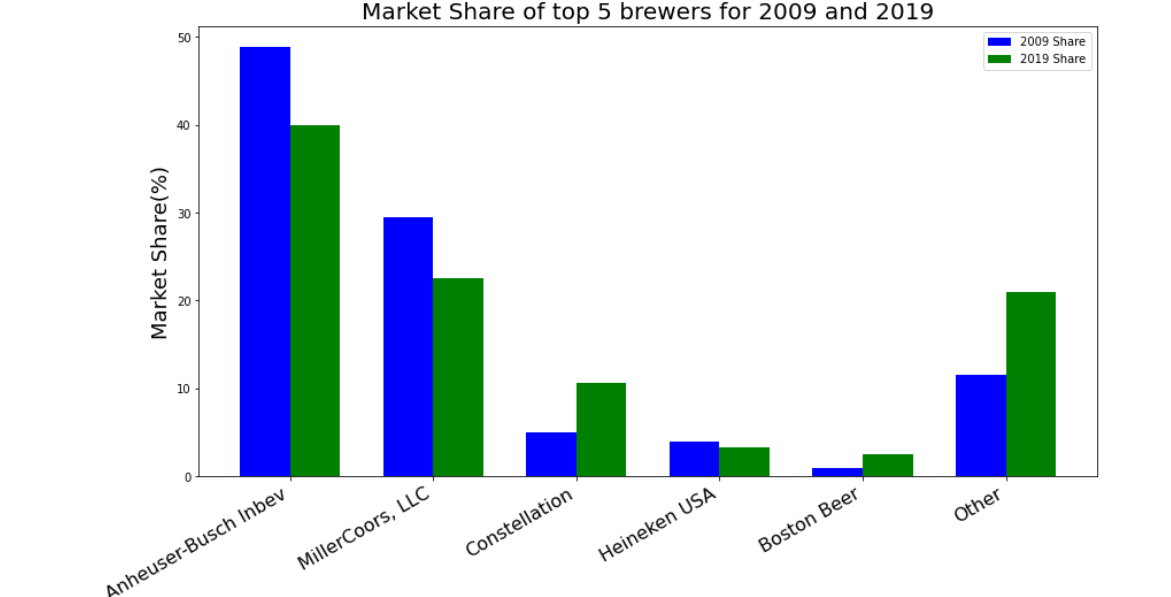 Market Share of top 5 brewers for 2009 and 2019
2009 Share
2019 Share
Market Share(%)
50
40
30
20
10
0
Anheuser-Busch Inbev
MillerCoors, LLC
Constellation
Heineken USA
Boston Beer
Other